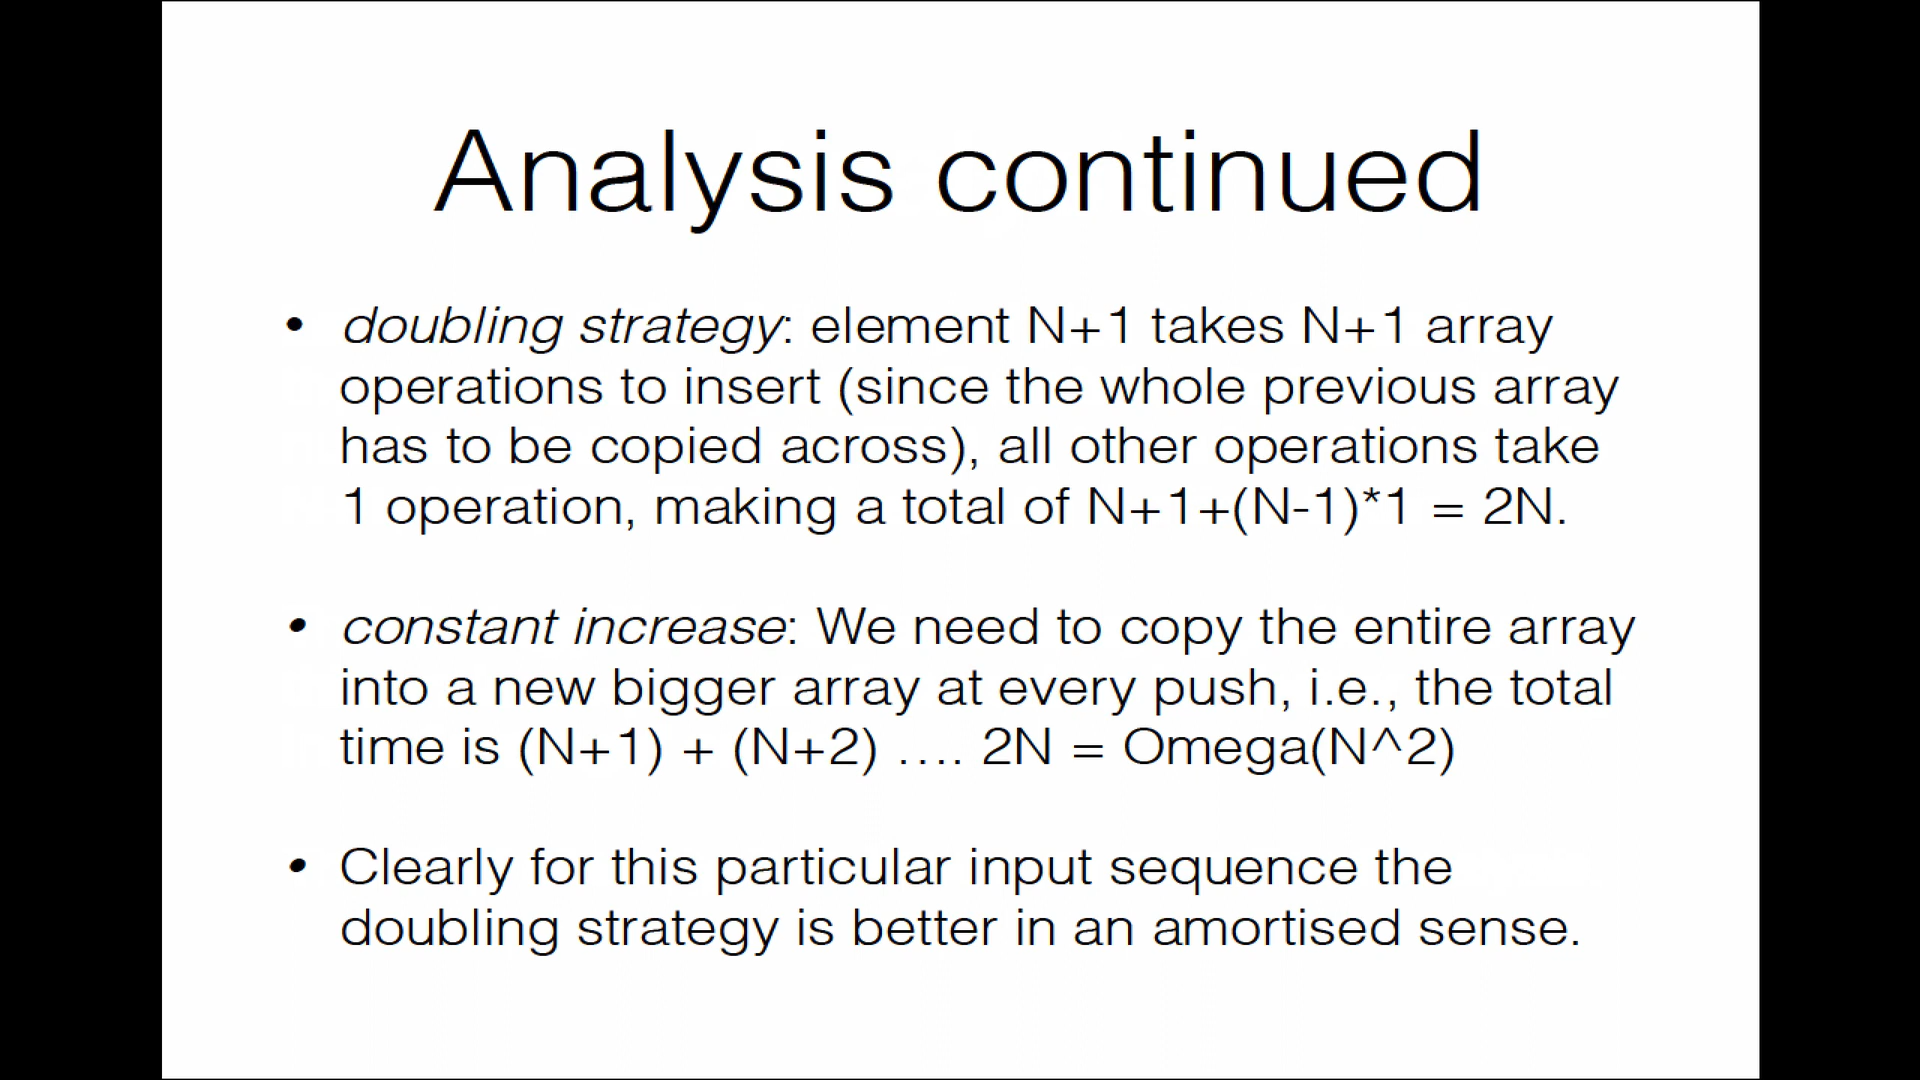 Analysis continued
• doubling strategy: element N+1 takes N+1 array
operations to insert (since the whole previous array
has to be copied across), all other operations take
1 operation, making a total of N+1+(N-1)*1 = 2N.
• constant increase: We need to copy the entire array
into a new bigger array at every push, i.e., the total
time is (N+1) + (N+2) …. 2N = Omega(N^2)
• Clearly for this particular input sequence the
doubling strategy is better in an amortised sense.